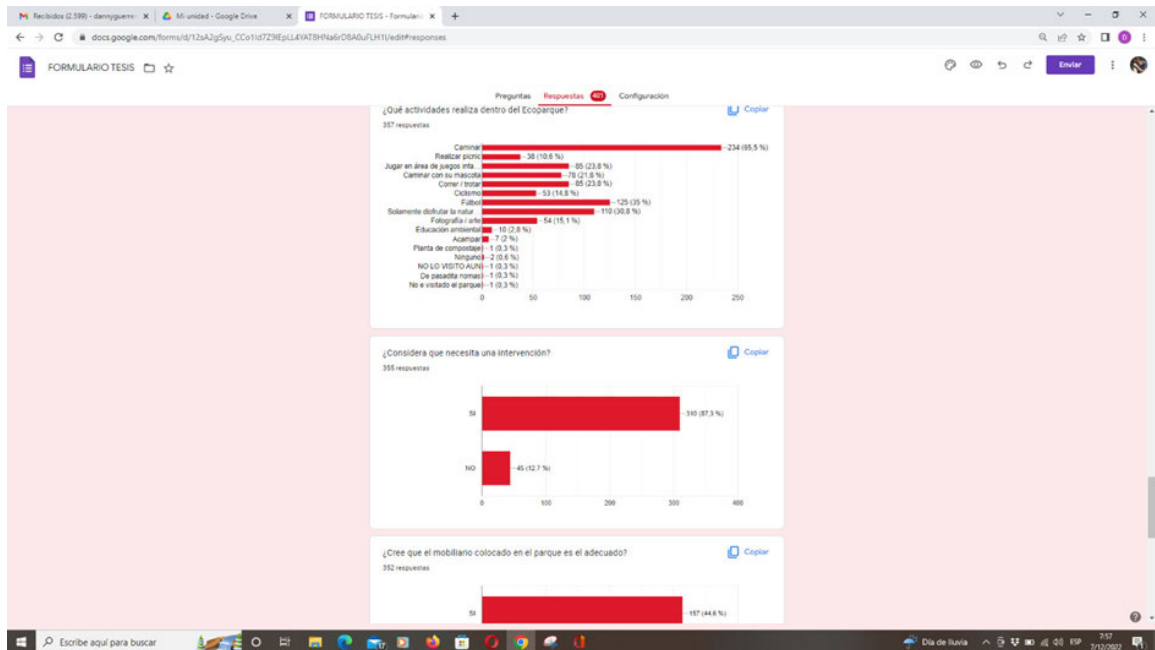 Recibidos (2.599) - dannyguerre
Mi unidad - Google Drive
FORMULARIO TESIS - Formulari
docs.google.com/forms/d/
/edit#responses
FORMULARIO TESIS
Enviar
Preguntas Respuestas 401 Configuración
¿Qué actividades realiza dentro del Ecoparque?
Copiar
357 respuestas
Caminar 234 (65,5 %)
Realizar picnic 38 (10,6 %)
Jugar en área de juegos infa... 85 (23,8 %)
Caminar con su mascota 78 (21,8 %)
Correr / trotar 85 (23,8 %)
Ciclismo 53 (14,8 %)
Fútbol 125 (35 %)
Solamente disfrutar la natur... 110 (30,8 %)
Fotografía / arte 54 (15,1 %)
Educación ambiental 10 (2,8 %)
Acampar 7 (2 %)
Planta de compostaje 1 (0,3 %)
Ninguno 2 (0,6 %)
NO LO VISITO AUN 1 (0,3 %)
De pasadita nomas 1 (0,3 %)
No e visitado el parque 1 (0,3 %)
0 50 100 150 200 250
¿Considera que necesita una intervención?
Copiar
355 respuestas
SI 310 (87,3 %)
NO 45 (12,7 %)
0 100 200 300 400
¿Cree que el mobiliario colocado en el parque es el adecuado?
Copiar
352 respuestas
SI 157 (44,6 %)
Escribe aquí para buscar
Día de lluvia
ESP
7:57
7/12/2022